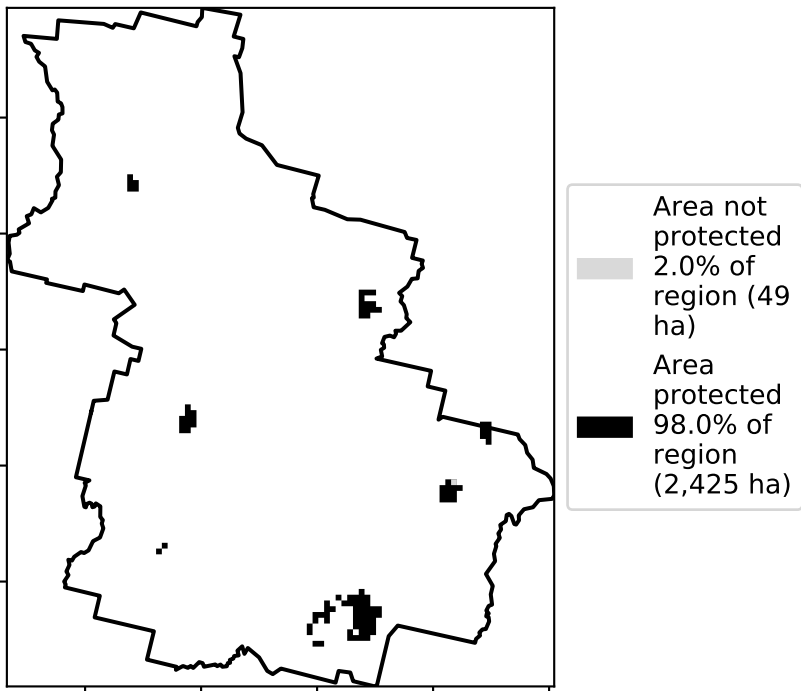 Area not
protected
2.0% of
region (49
ha)
Area
protected
98.0% of
region
(2,425 ha)